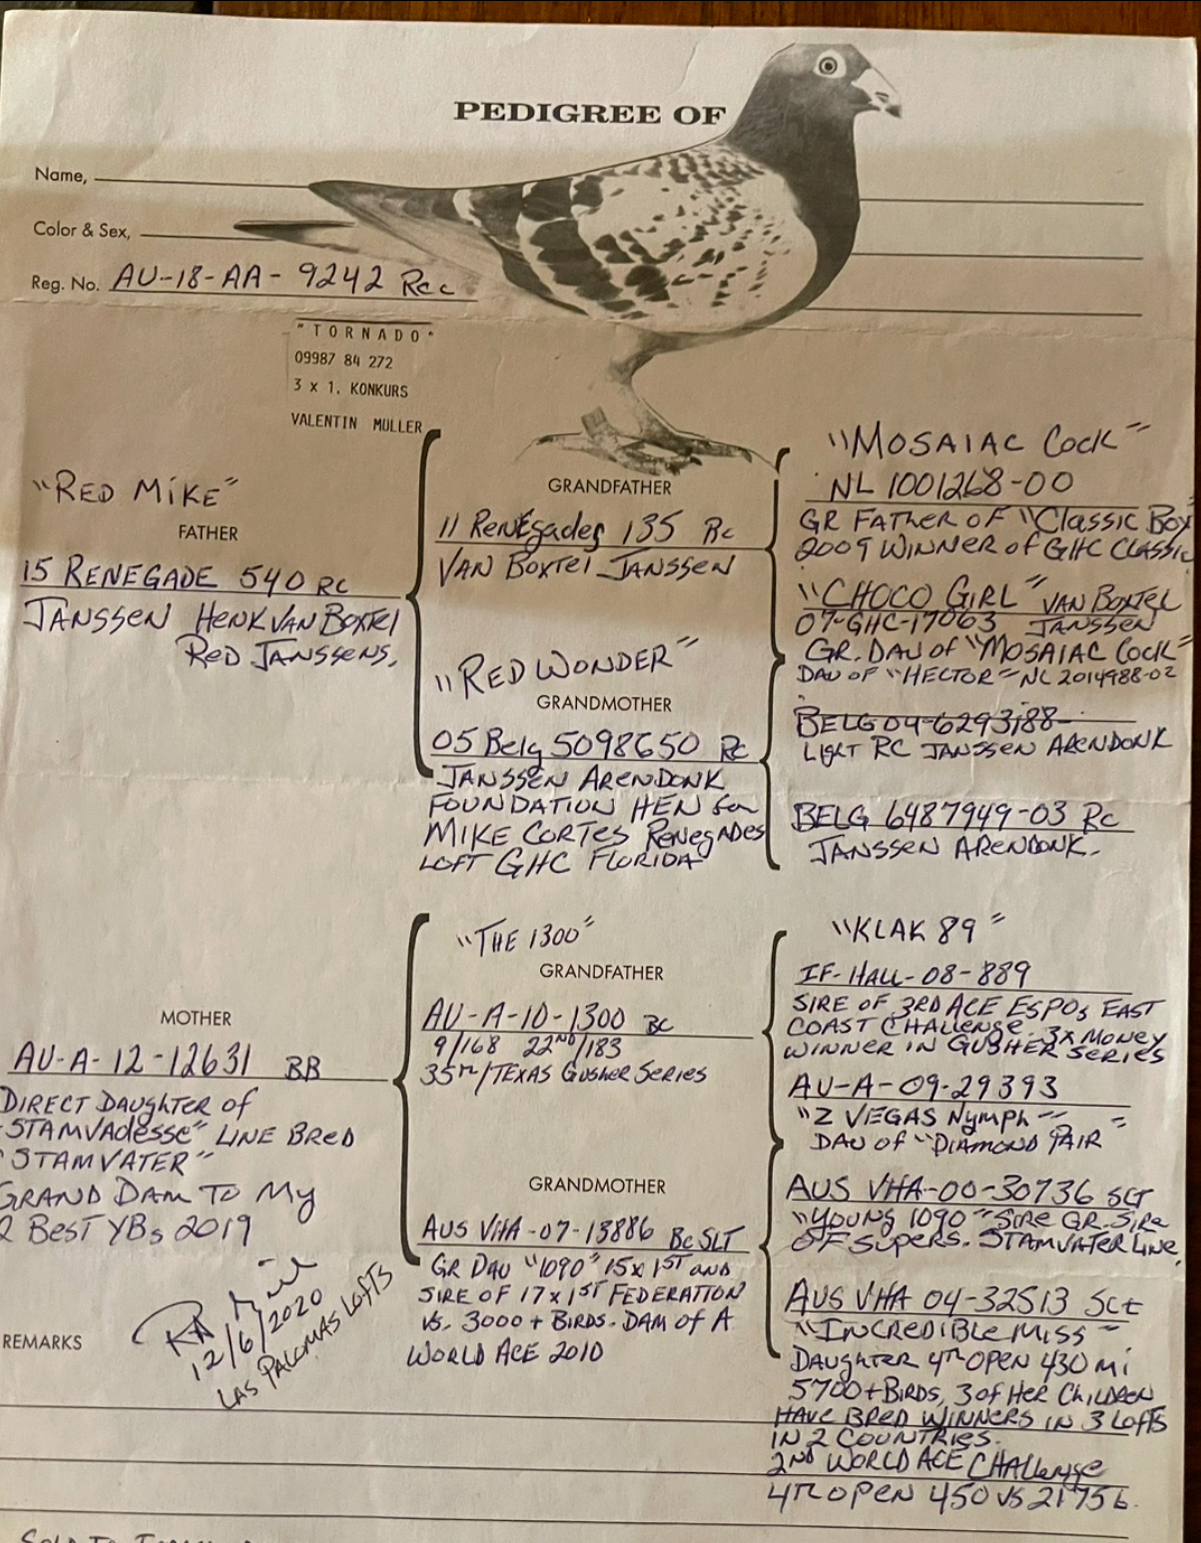 PEDIGREE OF
Name,
Color & Sex,
Reg. No. AU-18-AA-9242 Rcc
"TORNADO"
09987 84 272
3 x 1. KONKURS
VALENTIN MULLER
"RED MIKE"
FATHER
15 RENEGADE 540 RC
JANSSEN HENK VAN BOXTEl
RED JANSSENS.
GRANDFATHER
11 RENEgades 135 Rc
VAN BOXTEl JANSSEN
"RED WONDER"
GRANDMOTHER
05 Belg 5098650 Rc
JANSSEN ARENDONK
FOUNDATION HEN for
MIKE CORTES RENEgADES
LOFT GHC FLORIDA
"MOSAIAC COCK"
NL 1001268-00
GR FATHER OF "Classic Boy
2009 WINNER OF GHC CLASSIC
"CHOCO GIRL" VAN BOXTEL
07-GHC-17063 JANSSEN
GR. DAU of "MOSAIAC COCK"
DAU OF "HECTOR" NL 2014988-02
BELG 04-6293188
LIGHT RC JANSSEN ARENDONK
BELG 6487949-03 Rc
JANSSEN ARENDONK.
MOTHER
AU-A-12-12631 BB
DIRECT DAUghTER of
"STAMVAdesse" LINE BRED
"STAMVATER"
GRAND DAM TO My
2 BEST YBs 2019
"THE 1300"
GRANDFATHER
AU-A-10-1300 BC
9/168 22ND/183
35TH/TEXAS GUSHER SERIES
GRANDMOTHER
AUS VHA-07-13886 BC SLT
GR DAU "1090" 15x1ST AND
SIRE OF 17x1ST FEDERATION
VS. 3000+ BIRDS. DAM of A
WORLD ACE 2010
"KLAK 89"
IF-HALL-08-889
SIRE OF 3RD ACE ESPOs EAST
COAST CHALLENGE. 3x MONEY
WINNER IN GUSHER SERIES
AU-A-09-29393
"Z VEGAS Nymph"
DAU OF "DIAMOND PAIR"
AUS VHA-00-30736 SLT
"YOUNG 1090" SIRE GR. SIRE
OF SUPERS. STAMVATER LINE
AUS VHA 04-32513 SCt
"INCREDIBLE MISS"
DAUGHTER 4TH OPEN 430 mi
5700+BIRDS, 3 of HER CHILDREN
HAVE BRED WINNERS IN 3 LOFTS
IN 2 COUNTRIES.
2ND WORLD ACE CHALLENGE
4TH OPEN 450 VS 2175 b.
12/6/2020
LAS PALOMAS LOFTS
REMARKS
SOLD TO